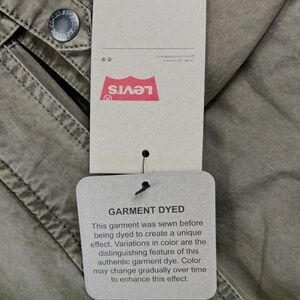 LEVI'S
GARMENT DYED
This garment was sewn before
being dyed to create a unique
effect. Variations in color are the
distinguishing feature of this
authentic garment dye. Color
may change gradually over time
to enhance this effect.